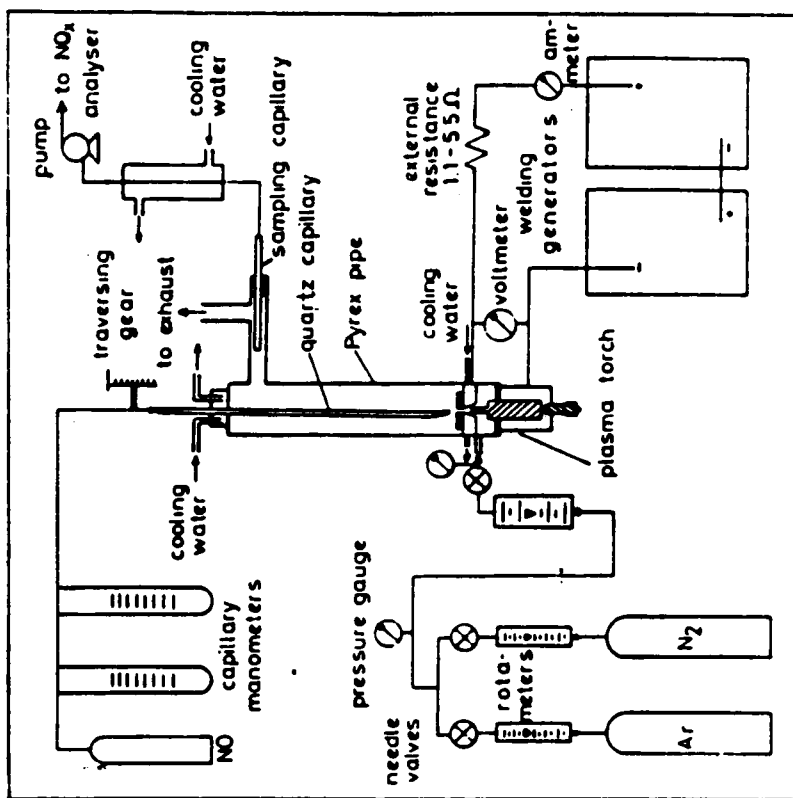 pump
to NOx
analyser
cooling
water
sampling capillary
traversing
gear
to exhaust
quartz capillary
Pyrex pipe
cooling
water
NO
capillary
manometers
cooling
water
external
resistance
1.1-5.5Ω
am-
meter
voltmeter
welding
generators
-
+
+
-
plasma torch
pressure gauge
needle
valves
rota-
meters
Ar
N2